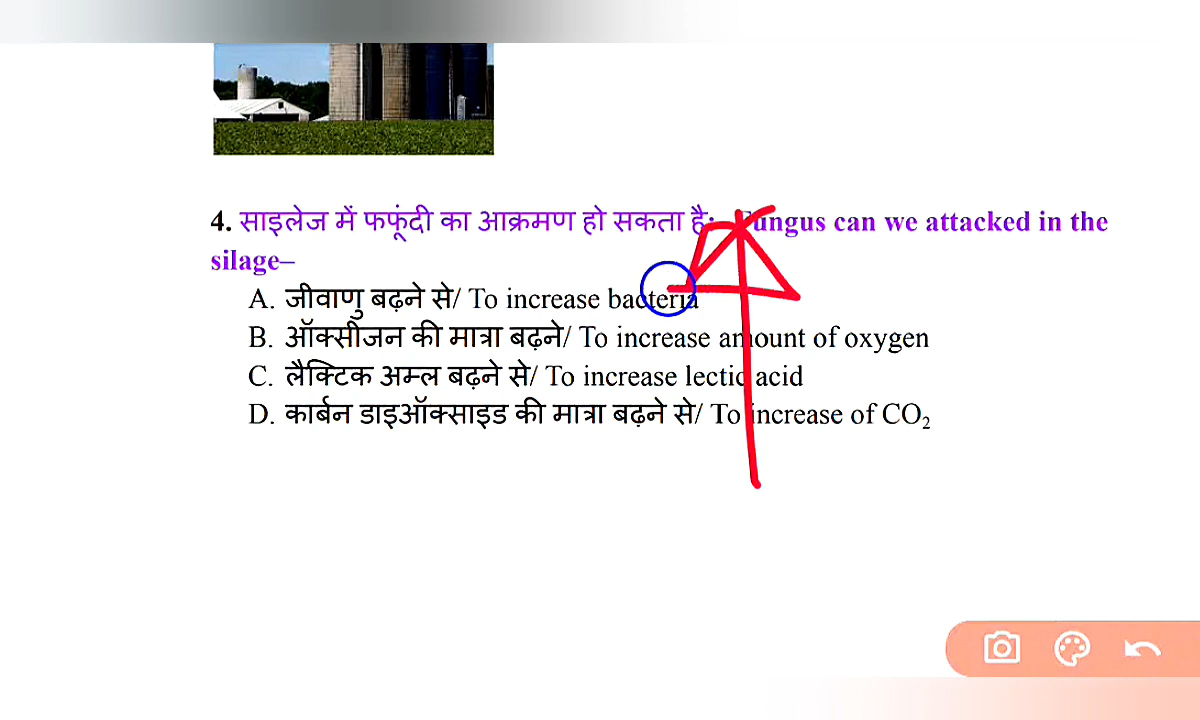 4. साइलेज में फफूंदी का आक्रमण हो सकता है:- Fungus can we attacked in the
silage–
A. जीवाणु बढ़ने से/ To increase bacteria
B. ऑक्सीजन की मात्रा बढ़ने/ To increase amount of oxygen
C. लैक्टिक अम्ल बढ़ने से/ To increase lectic acid
D. कार्बन डाइऑक्साइड की मात्रा बढ़ने से/ To increase of CO₂